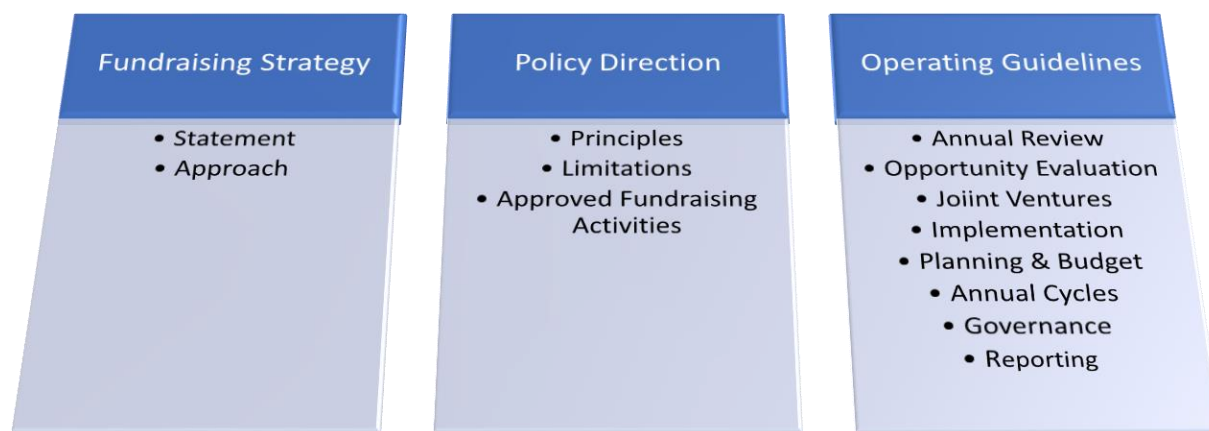 Fundraising Strategy
• Statement
• Approach
Policy Direction
• Principles
• Limitations
• Approved Fundraising
Activities
Operating Guidelines
• Annual Review
• Opportunity Evaluation
• Joiint Ventures
• Implementation
• Planning & Budget
• Annual Cycles
• Governance
• Reporting